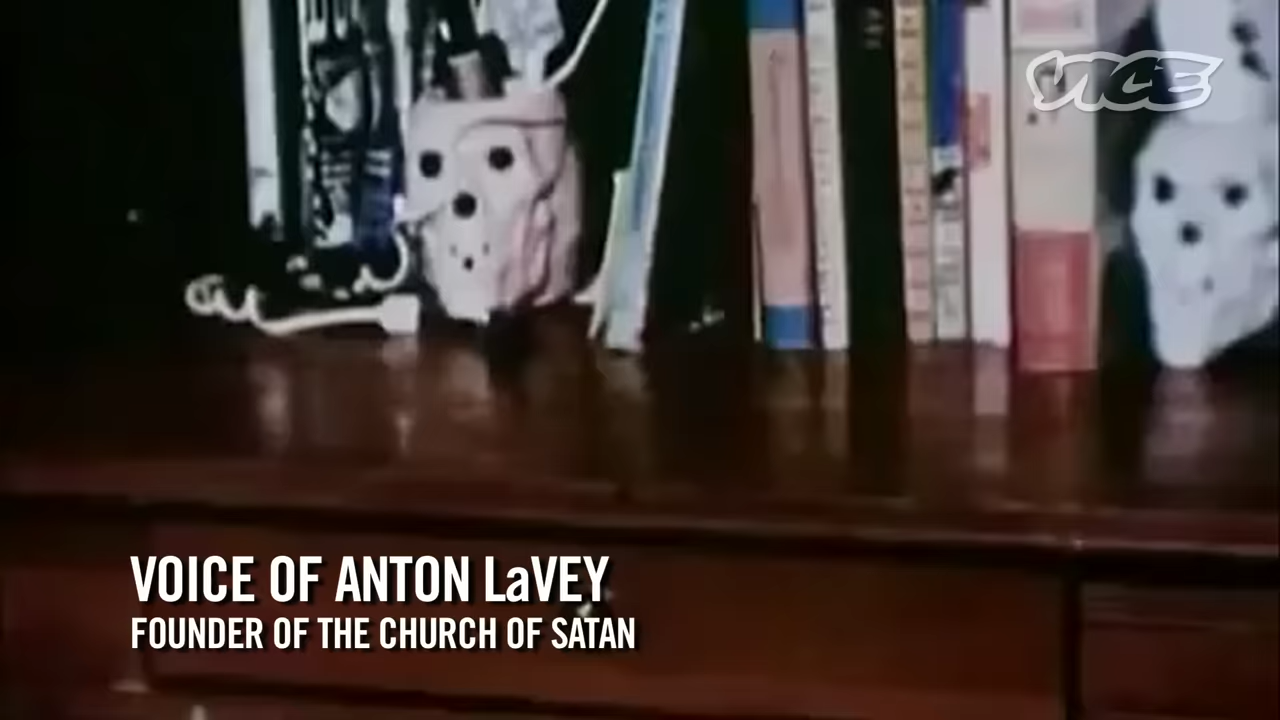 VICE
VOICE OF ANTON LaVEY
FOUNDER OF THE CHURCH OF SATAN